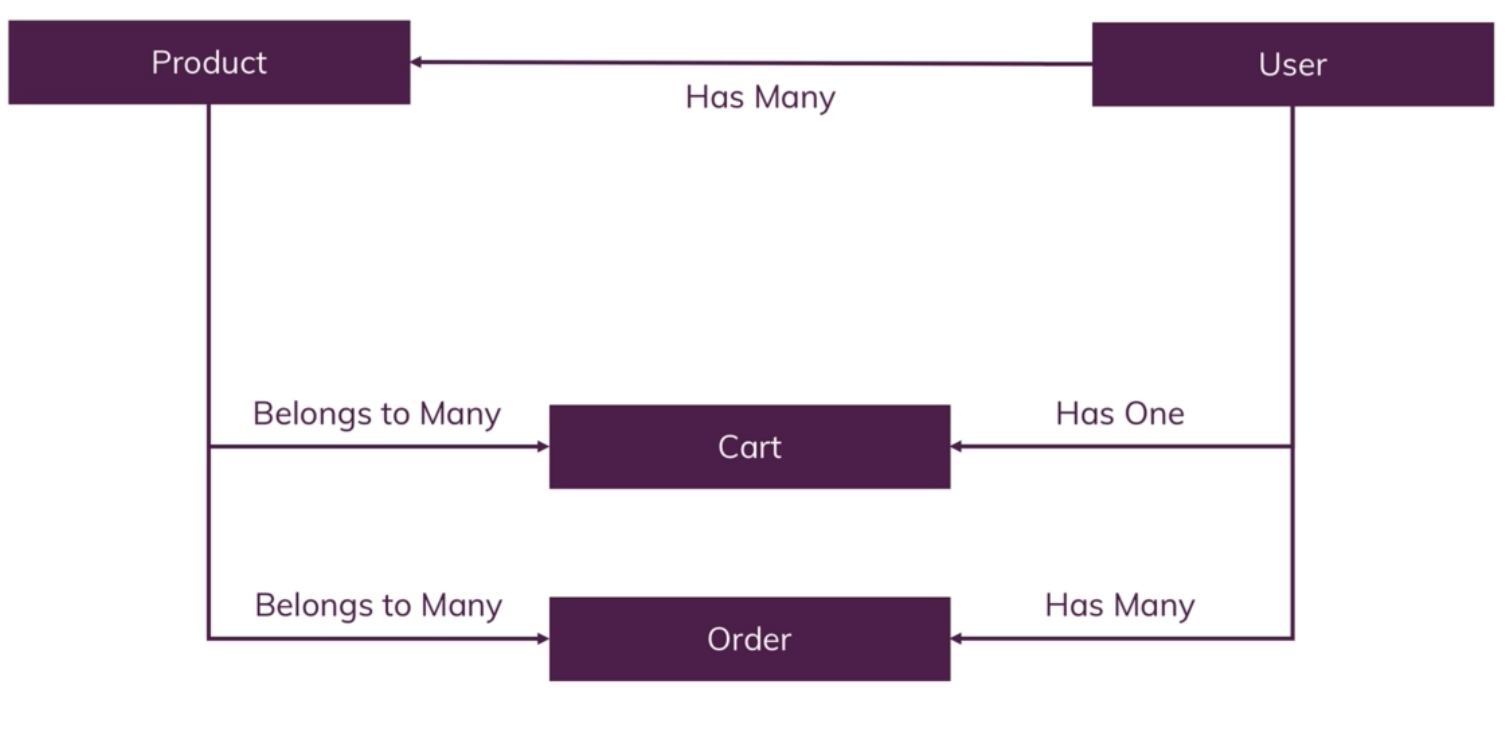 Product
User
Has Many
Belongs to Many
Cart
Has One
Belongs to Many
Order
Has Many